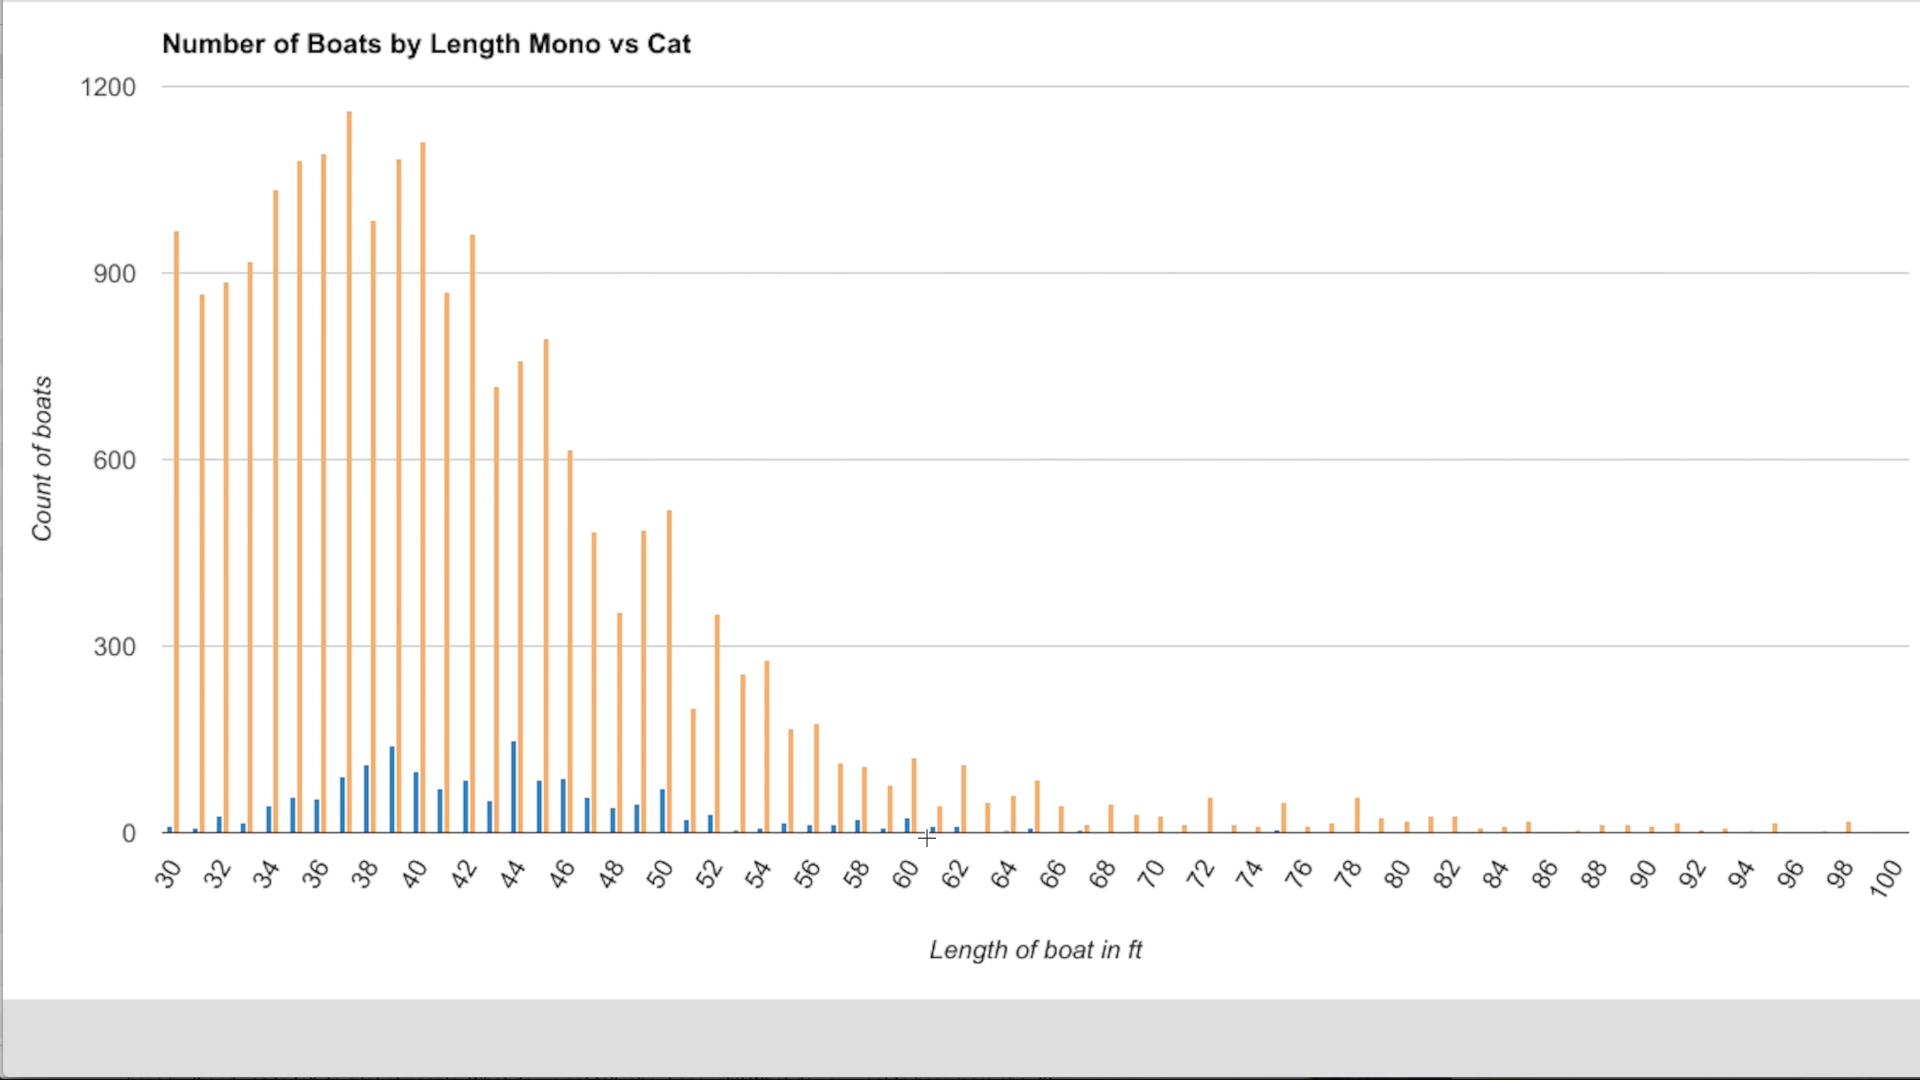 Number of Boats by Length Mono vs Cat
1200
900
600
300
0
Count of boats
30 32 34 36 38 40 42 44 46 48 50 52 54 56 58 60 62 64 66 68 70 72 74 76 78 80 82 84 86 88 90 92 94 96 98 100
Length of boat in ft